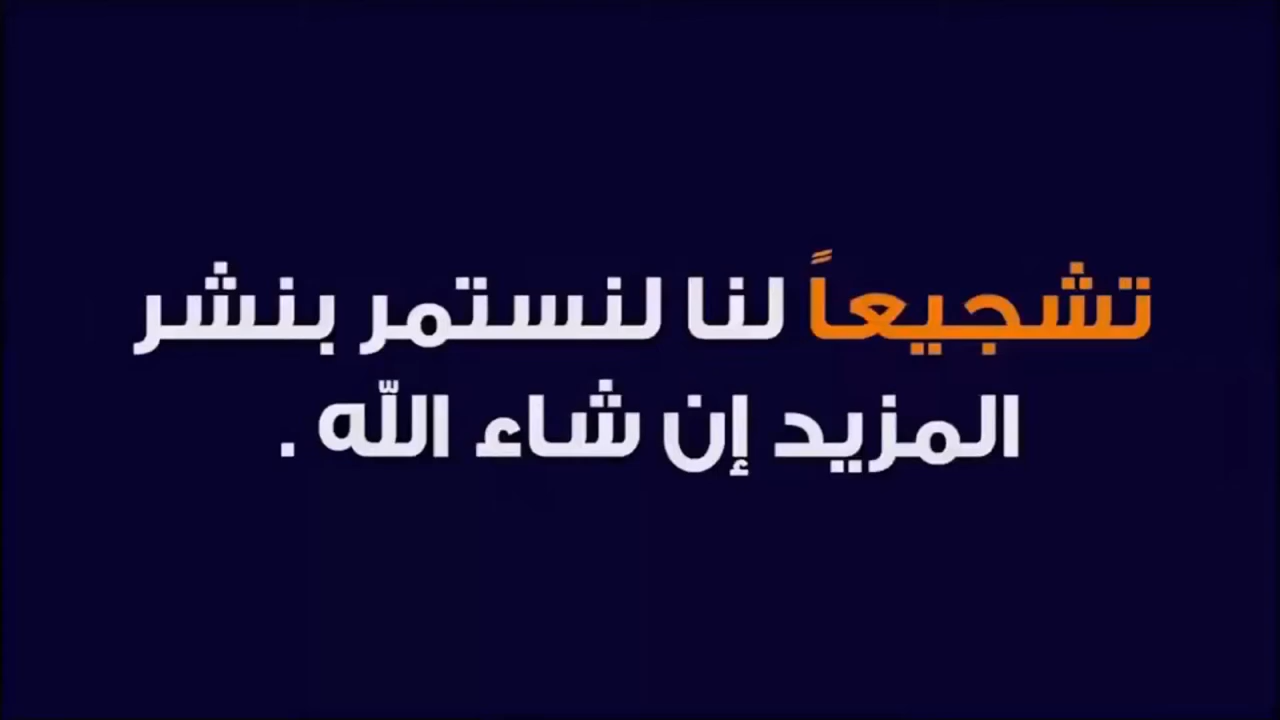 تشجيعاً لنا لنستمر بنشر
المزيد إن شاء اللّه .